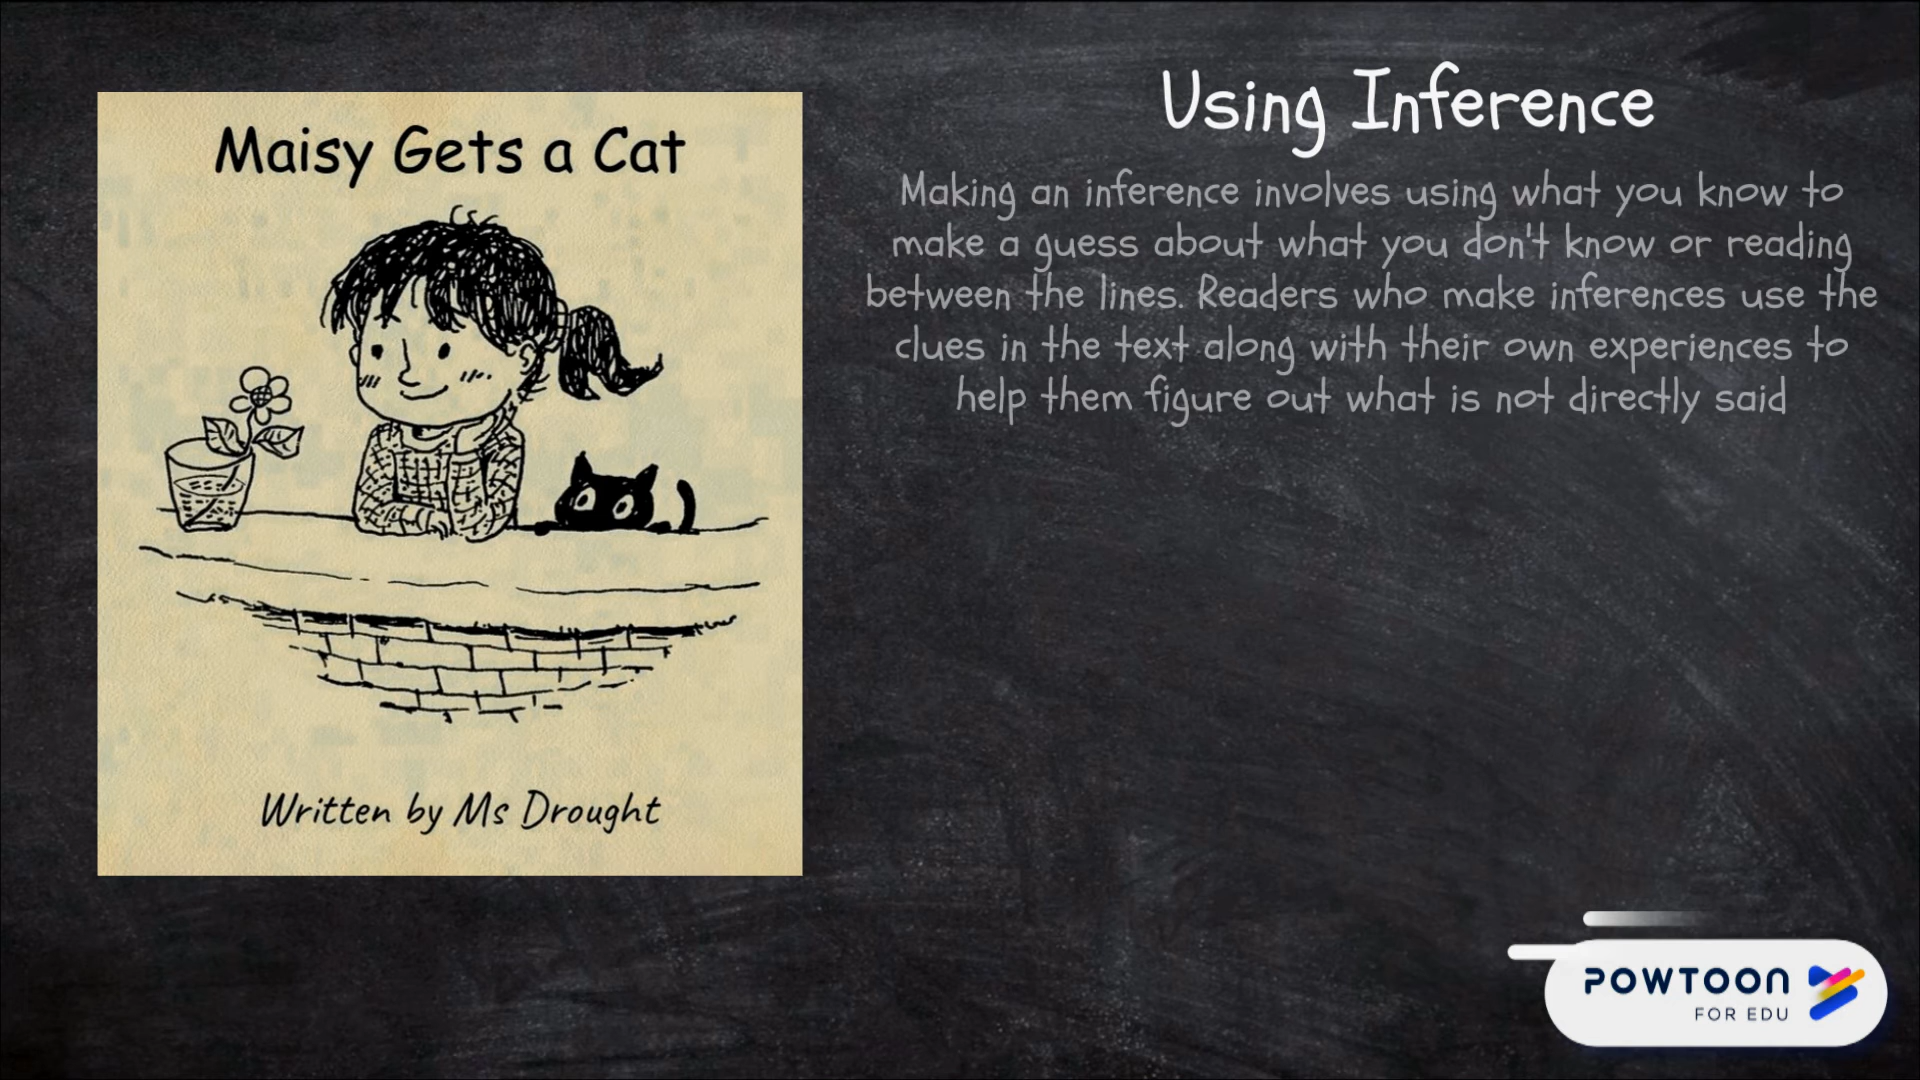 Maisy Gets a Cat
Written by Ms Drought
Using Inference
Making an inference involves using what you know to
make a guess about what you don't know or reading
between the lines. Readers who make inferences use the
clues in the text along with their own experiences to
help them figure out what is not directly said
POWTOON
FOR EDU